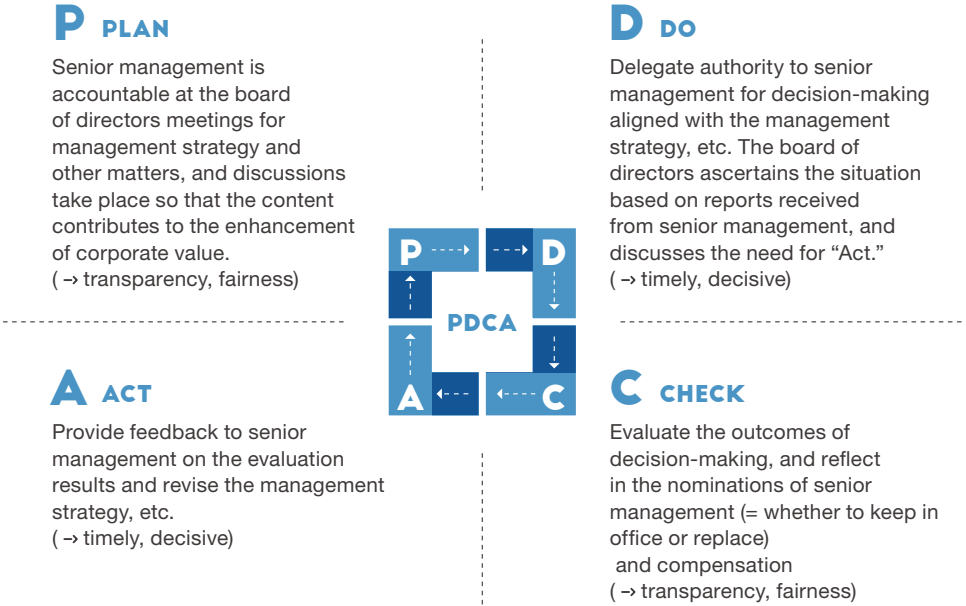 P PLAN
Senior management is
accountable at the board
of directors meetings for
management strategy and
other matters, and discussions
take place so that the content
contributes to the enhancement
of corporate value.
( → transparency, fairness)
D DO
Delegate authority to senior
management for decision-making
aligned with the management
strategy, etc. The board of
directors ascertains the situation
based on reports received
from senior management, and
discusses the need for “Act.”
( → timely, decisive)
P
D
PDCA
A
C
A ACT
Provide feedback to senior
management on the evaluation
results and revise the management
strategy, etc.
( → timely, decisive)
C CHECK
Evaluate the outcomes of
decision-making, and reflect
in the nominations of senior
management (= whether to keep in
office or replace)
and compensation
( → transparency, fairness)